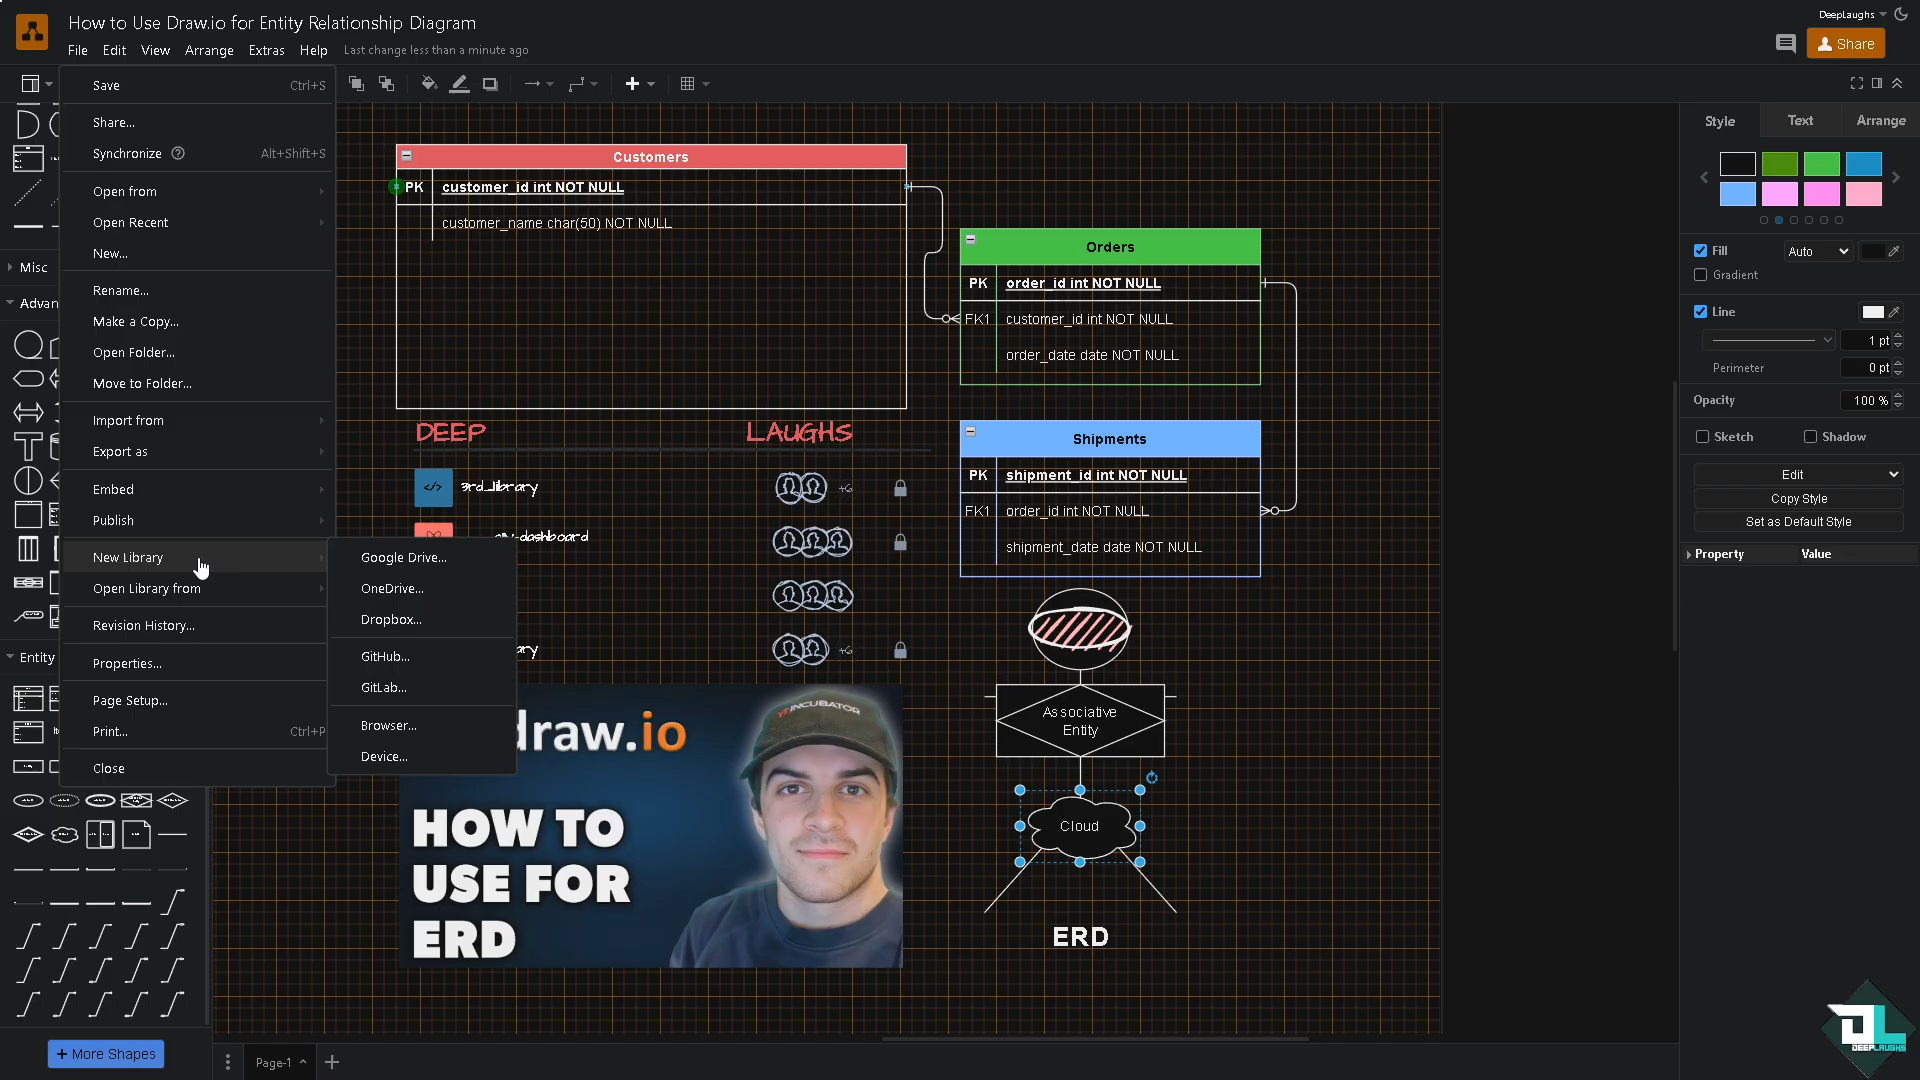 How to Use Draw.io for Entity Relationship Diagram
DeepLaughs
File Edit View Arrange Extras Help Last change less than a minute ago
Share
Save Ctrl+S
Share...
Synchronize Alt+Shift+S
Open from
Open Recent
New...
Rename...
Make a Copy...
Open Folder...
Move to Folder...
Import from
Export as
Embed
Publish
New Library
Open Library from
Revision History...
Properties...
Page Setup...
Print... Ctrl+P
Close
Google Drive...
OneDrive...
Dropbox...
GitHub...
GitLab...
Browser...
Device...
Misc
Advan
Entity
+ More Shapes
Page-1
Customers
PK customer_id int NOT NULL
customer_name char(50) NOT NULL
Orders
PK order_id int NOT NULL
FK1 customer_id int NOT NULL
order_date date NOT NULL
Shipments
PK shipment_id int NOT NULL
FK1 order_id int NOT NULL
shipment_date date NOT NULL
DEEP LAUGHS
</> 3rd_library +6
-dashboard
+6
draw.io
INCUBATOR
HOW TO
USE FOR
ERD
Associative
Entity
Cloud
ERD
Style Text Arrange
Fill Auto
Gradient
Line
1 pt
Perimeter 0 pt
Opacity 100 %
Sketch Shadow
Edit
Copy Style
Set as Default Style
Property Value
DL
DEEPLAUGHS